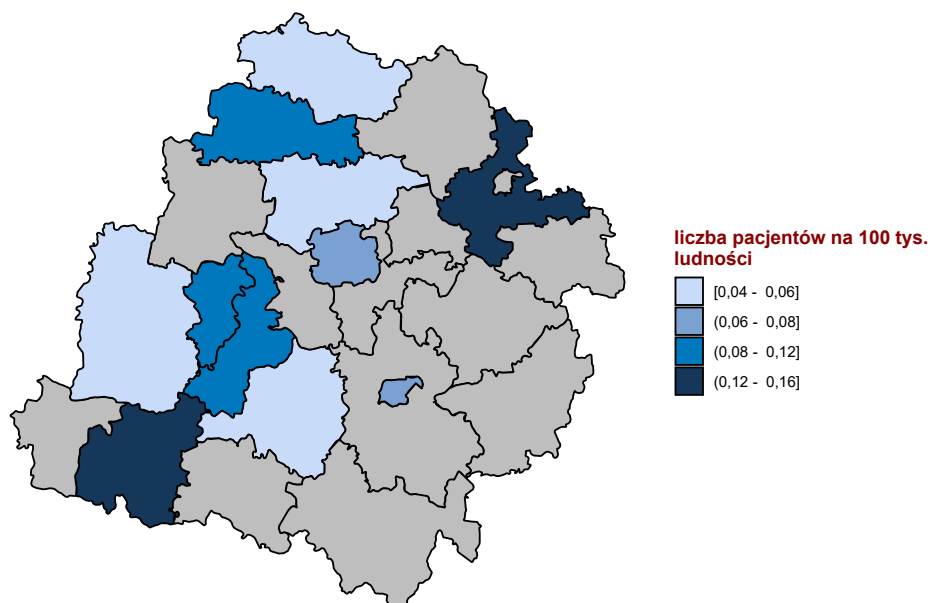 liczba pacjentów na 100 tys.
ludności
[0,04 - 0,06]
(0,06 - 0,08]
(0,08 - 0,12]
(0,12 - 0,16]